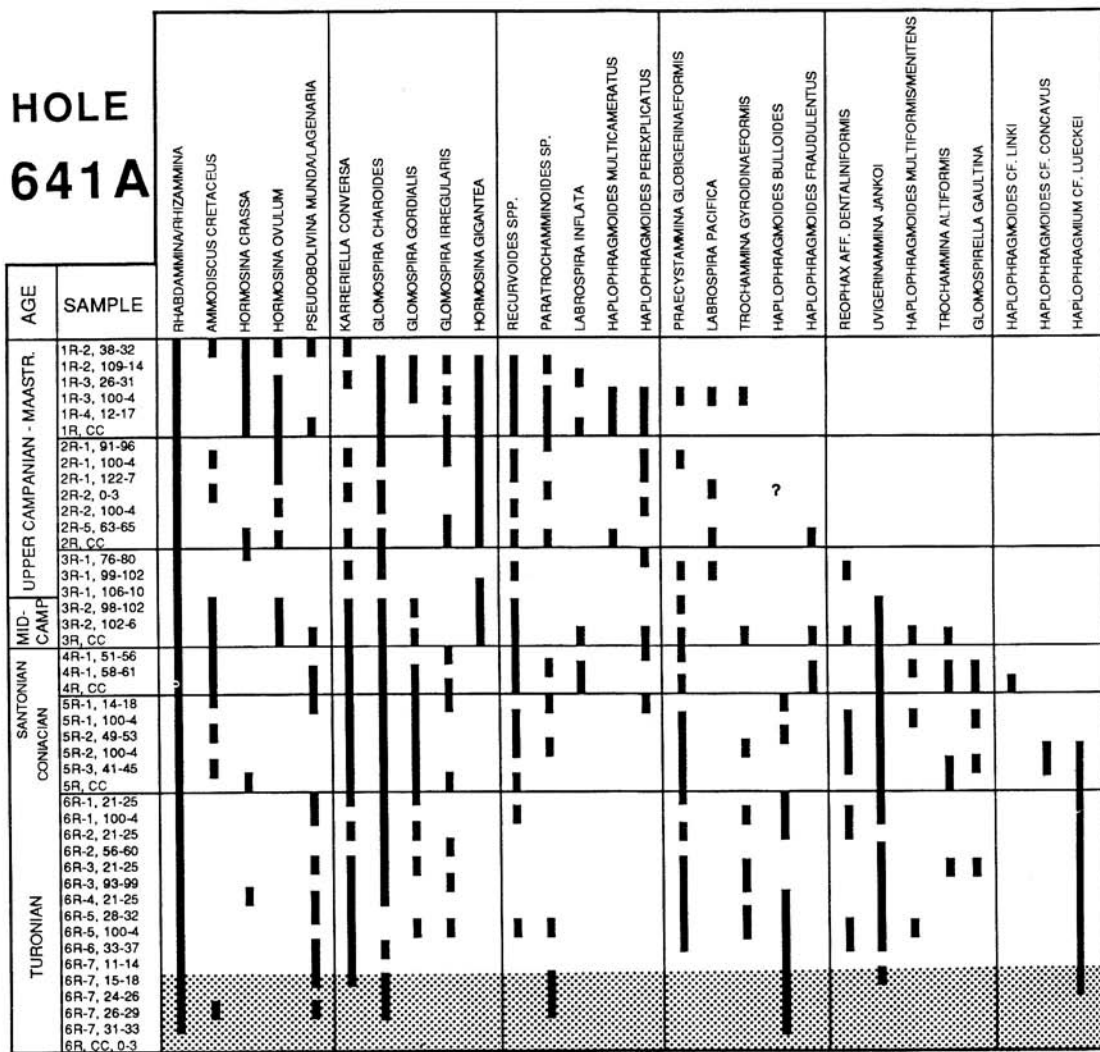 HOLE
641A
RHABDAMMINA/RHIZAMMINA
AMMODISCUS CRETACEUS
HORMOSINA CRASSA
HORMOSINA OVULUM
PSEUDOBOLIVINA MUNDA/LAGENARIA
KARRERIELLA CONVERSA
GLOMOSPIRA CHAROIDES
GLOMOSPIRA GORDIALIS
GLOMOSPIRA IRREGULARIS
HORMOSINA GIGANTEA
RECURVOIDES SPP.
PARATROCHAMMINOIDES SP.
LABROSPIRA INFLATA
HAPLOPHRAGMOIDES MULTICAMERATUS
HAPLOPHRAGMOIDES PEREXPLICATUS
PRAECYSTAMMINA GLOBIGERINAEFORMIS
LABROSPIRA PACIFICA
TROCHAMMINA GYROIDINAEFORMIS
HAPLOPHRAGMOIDES BULLOIDES
HAPLOPHRAGMOIDES FRAUDULENTUS
REOPHAX AFF. DENTALINIFORMIS
UVIGERINAMMINA JANKOI
HAPLOPHRAGMOIDES MULTIFORMIS/MENITENS
TROCHAMMINA ALTIFORMIS
GLOMOSPIRELLA GAULTINA
HAPLOPHRAGMOIDES CF. LINKI
HAPLOPHRAGMOIDES CF. CONCAVUS
HAPLOPHRAGMIUM CF. LUECKEI
AGE
SAMPLE
UPPER CAMPANIAN - MAASTR.
1R-2, 38-32
1R-2, 109-14
1R-3, 26-31
1R-3, 100-4
1R-4, 12-17
1R, CC
2R-1, 91-96
2R-1, 100-4
2R-1, 122-7
2R-2, 0-3
?
2R-2, 100-4
2R-5, 63-65
2R, CC
3R-1, 76-80
3R-1, 99-102
3R-1, 106-10
MID-
CAMP
3R-2, 98-102
3R-2, 102-6
3R, CC
SANTONIAN
CONIACIAN
4R-1, 51-56
4R-1, 58-61
4R, CC
5R-1, 14-18
5R-1, 100-4
5R-2, 49-53
5R-2, 100-4
5R-3, 41-45
5R, CC
TURONIAN
6R-1, 21-25
6R-1, 100-4
6R-2, 21-25
6R-2, 56-60
6R-3, 21-25
6R-3, 93-99
6R-4, 21-25
6R-5, 28-32
6R-5, 100-4
6R-6, 33-37
6R-7, 11-14
6R-7, 15-18
6R-7, 24-26
6R-7, 26-29
6R-7, 31-33
6R, CC, 0-3